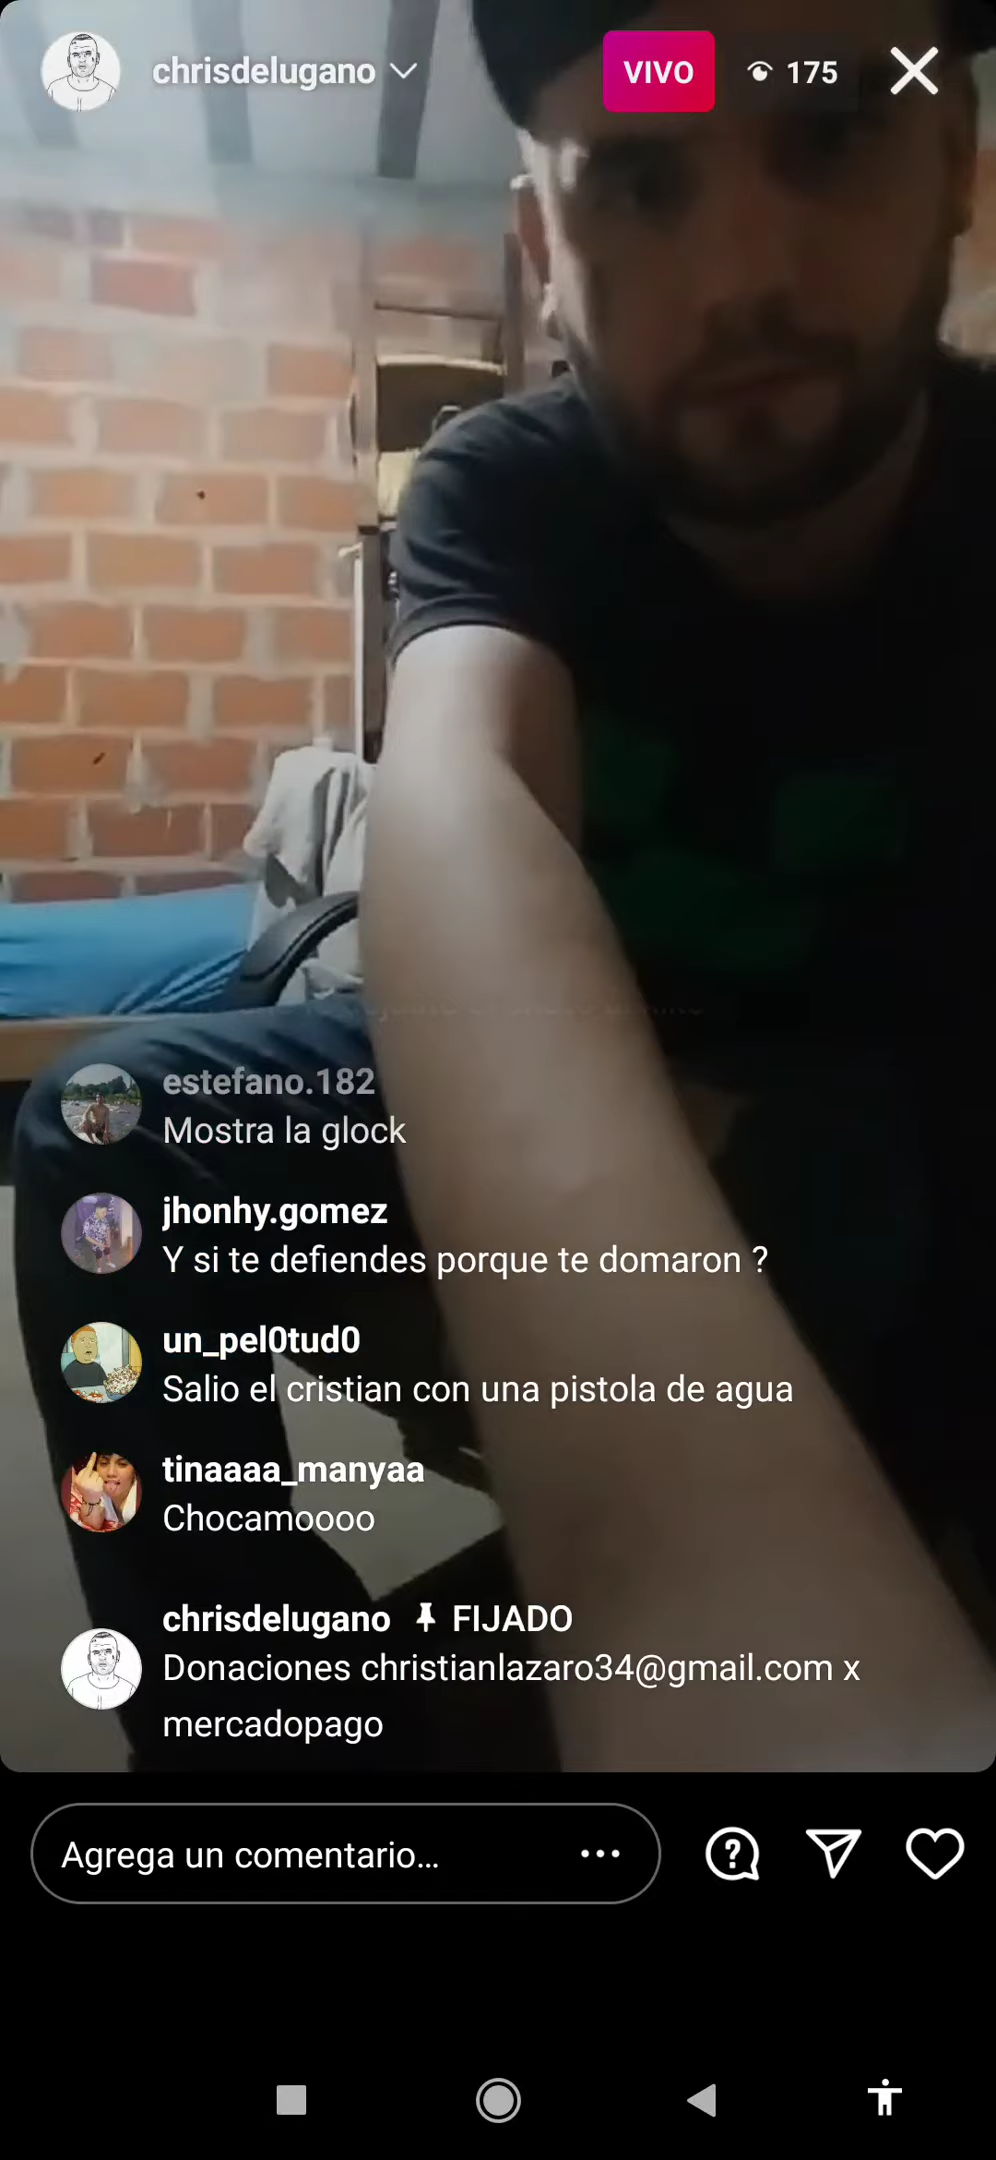 chrisdelugano
VIVO
175
estefano.182
Mostra la glock
jhonhy.gomez
Y si te defiendes porque te domaron ?
un_pel0tud0
Salio el cristian con una pistola de agua
tinaaaa_manyaa
Chocamoooo
chrisdelugano FIJADO
Donaciones christianlazaro34@gmail.com x
mercadopago
Agrega un comentario...